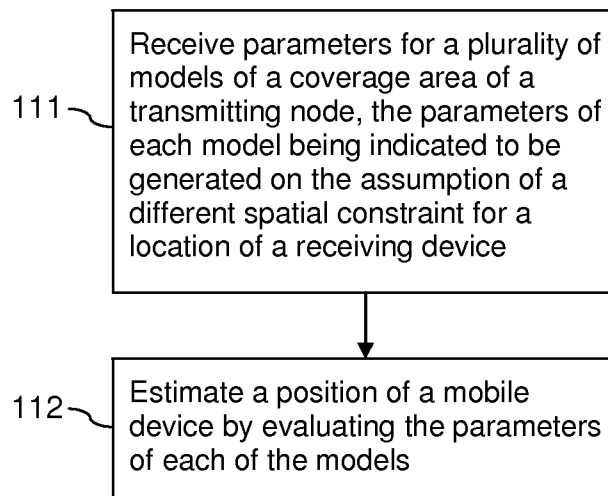 Receive parameters for a plurality of
models of a coverage area of a
111
transmitting node, the parameters of
each model being indicated to be
generated on the assumption of a
different spatial constraint for a
location of a receiving device
Estimate a position of a mobile
112
device by evaluating the parameters
of each of the models